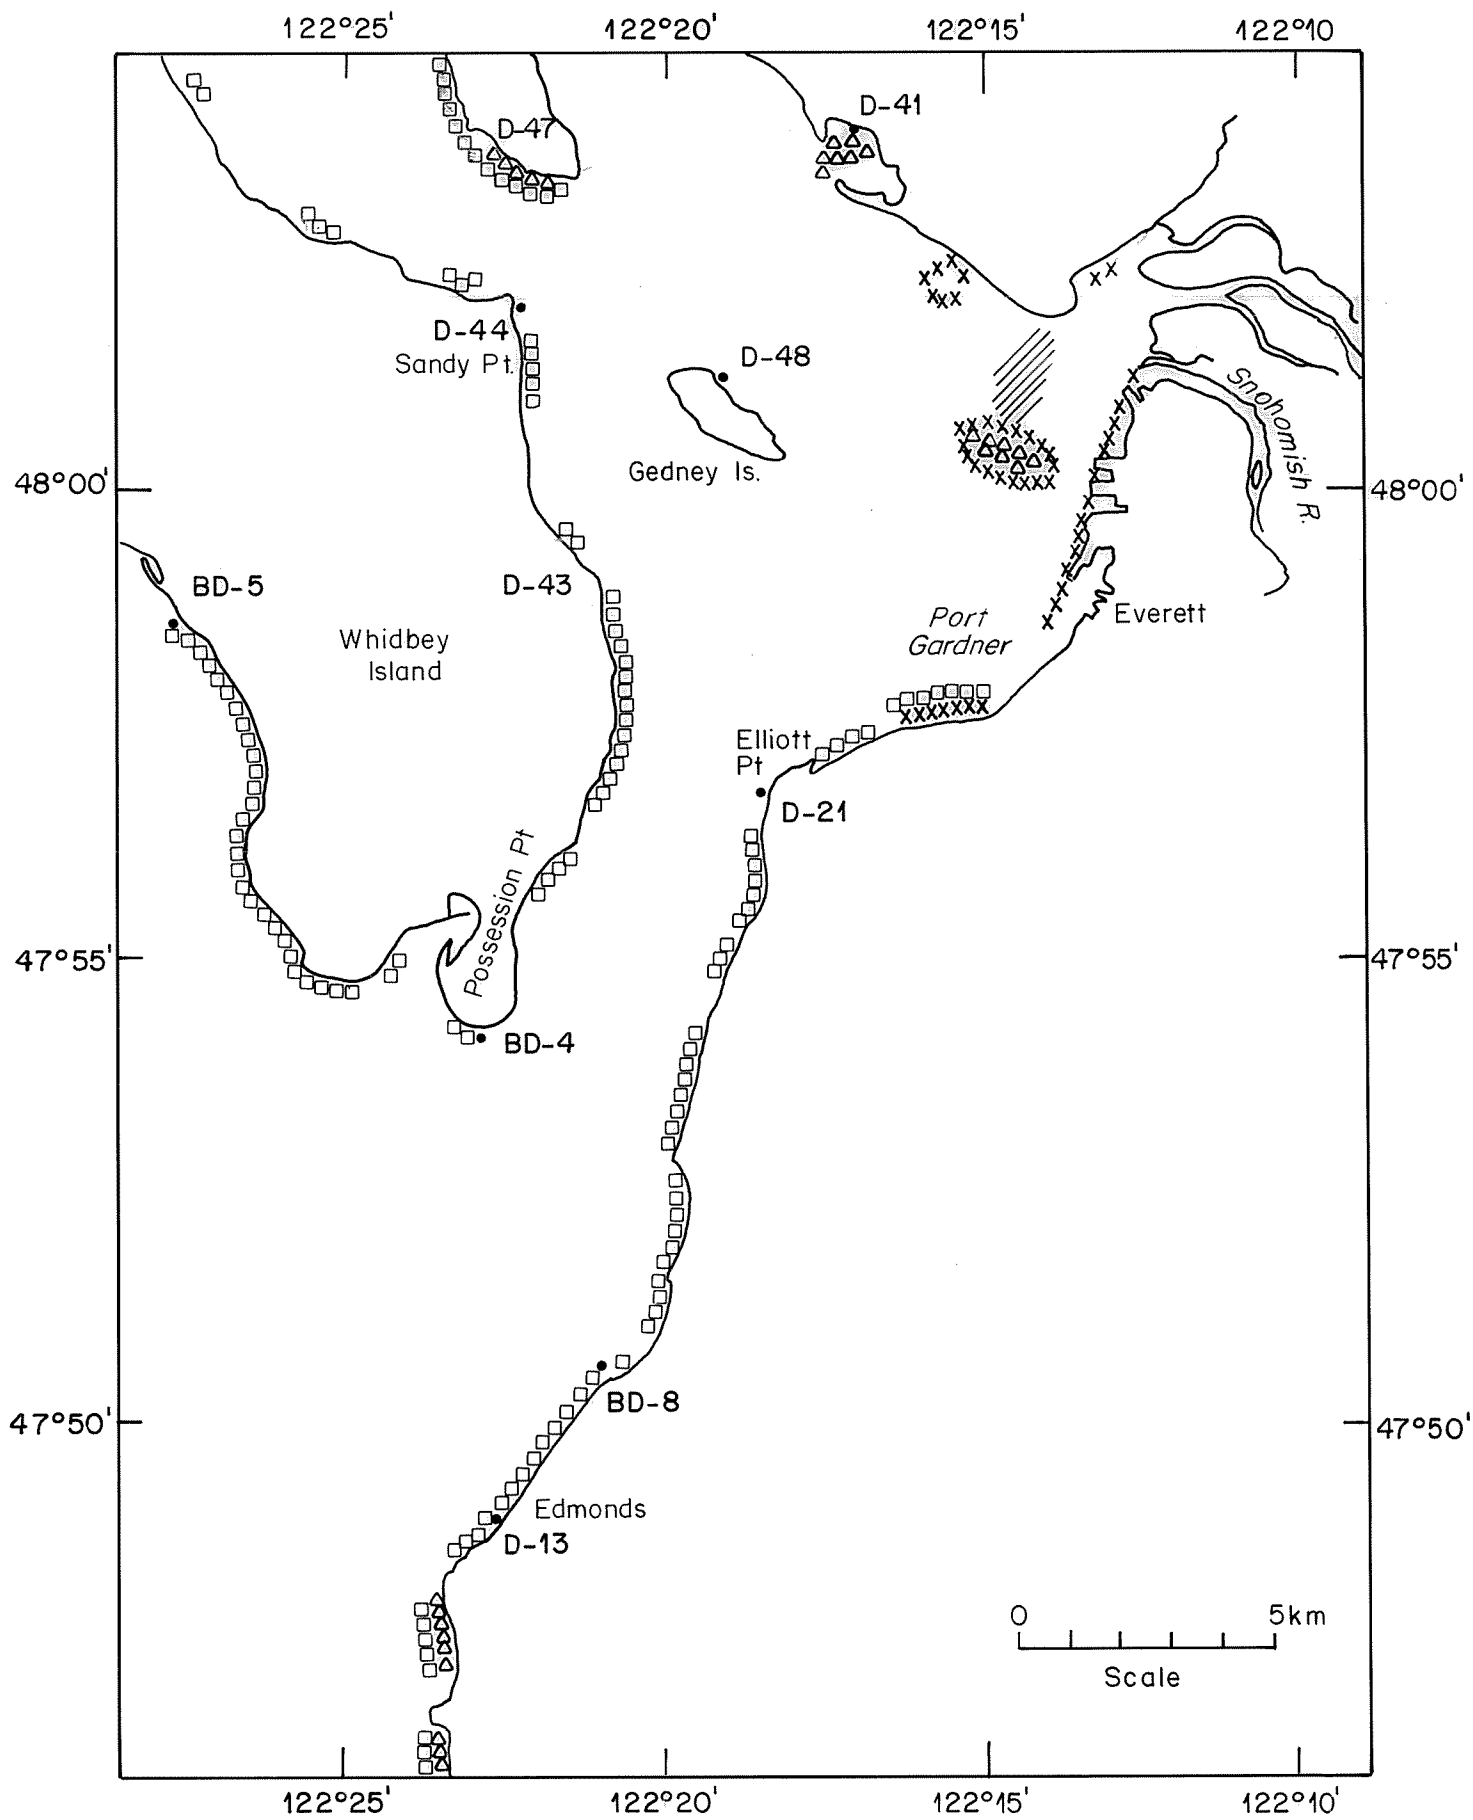 122°25' 122°20' 122°15' 122°10'
D-41
D-47
D-44
Sandy Pt.
D-48
Gedney Is.
Snohomish R.
48°00' 48°00'
BD-5
D-43
Whidbey
Island
Port
Gardner
Everett
Elliott
Pt
D-21
Possession Pt
47°55' 47°55'
BD-4
BD-8
47°50' 47°50'
Edmonds
D-13
0 5km
Scale
122°25' 122°20' 122°15' 122°10'